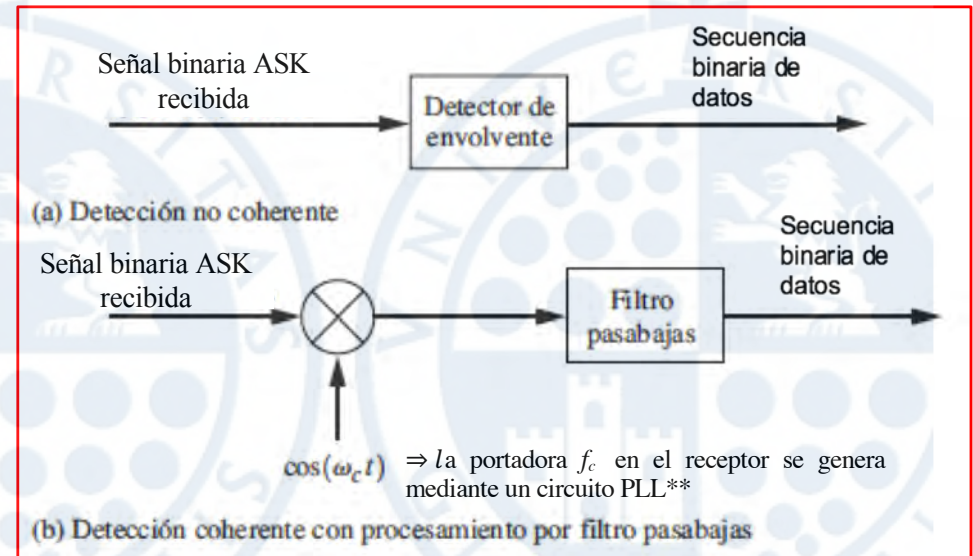 Señal binaria ASK
recibida
Detector de
envolvente
Secuencia
binaria de
datos
(a) Detección no coherente
Señal binaria ASK
recibida
Filtro
pasabajas
Secuencia
binaria de
datos
cos(ω_c t) ⇒ la portadora f_c en el receptor se genera
mediante un circuito PLL**
(b) Detección coherente con procesamiento por filtro pasabajas